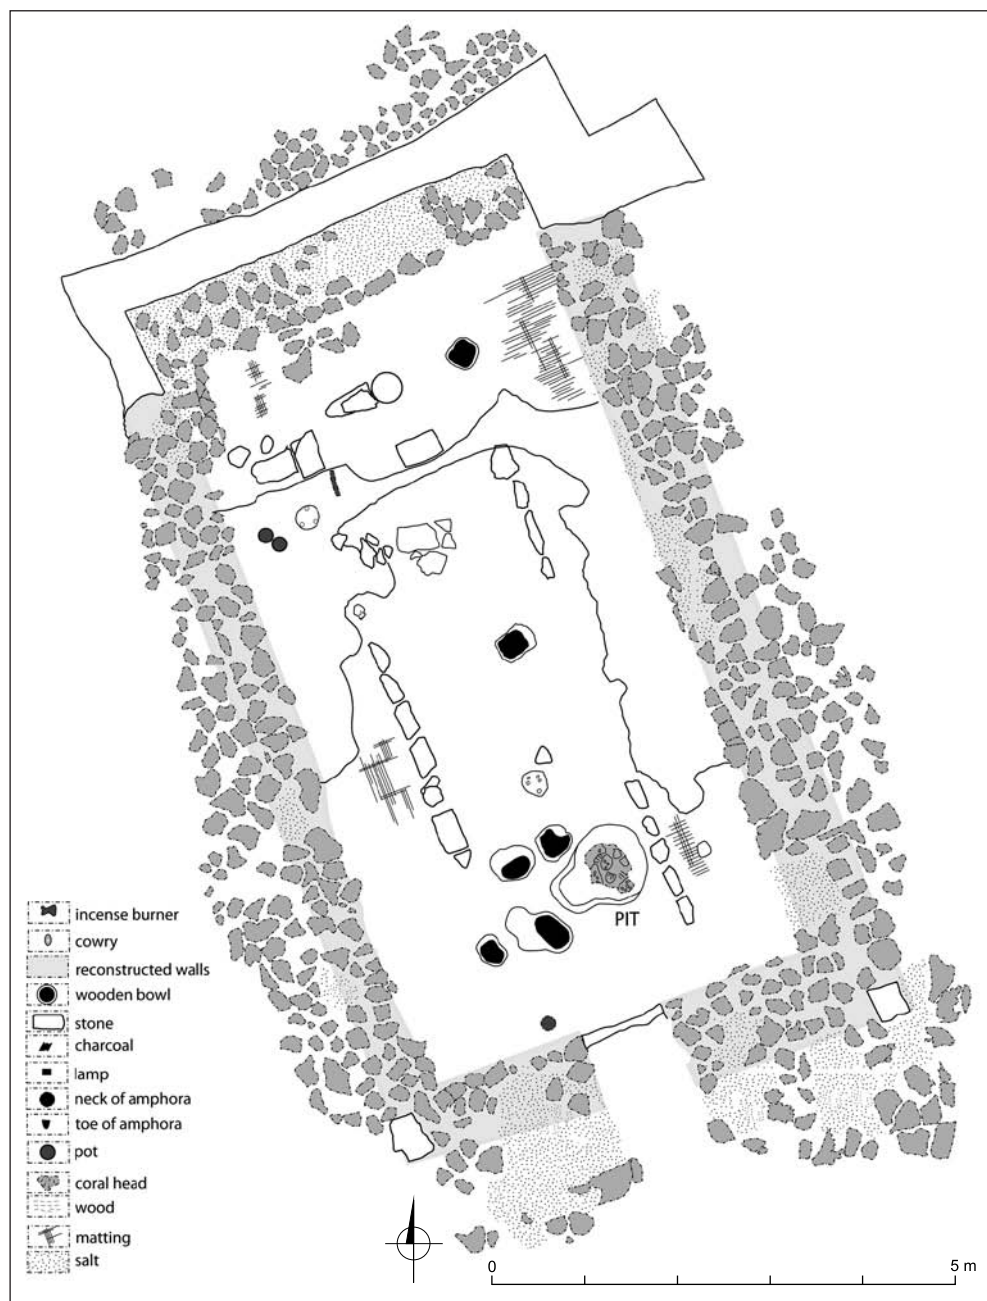 PIT
incense burner
cowry
reconstructed walls
wooden bowl
stone
charcoal
lamp
neck of amphora
toe of amphora
pot
coral head
wood
matting
salt
0 5 m